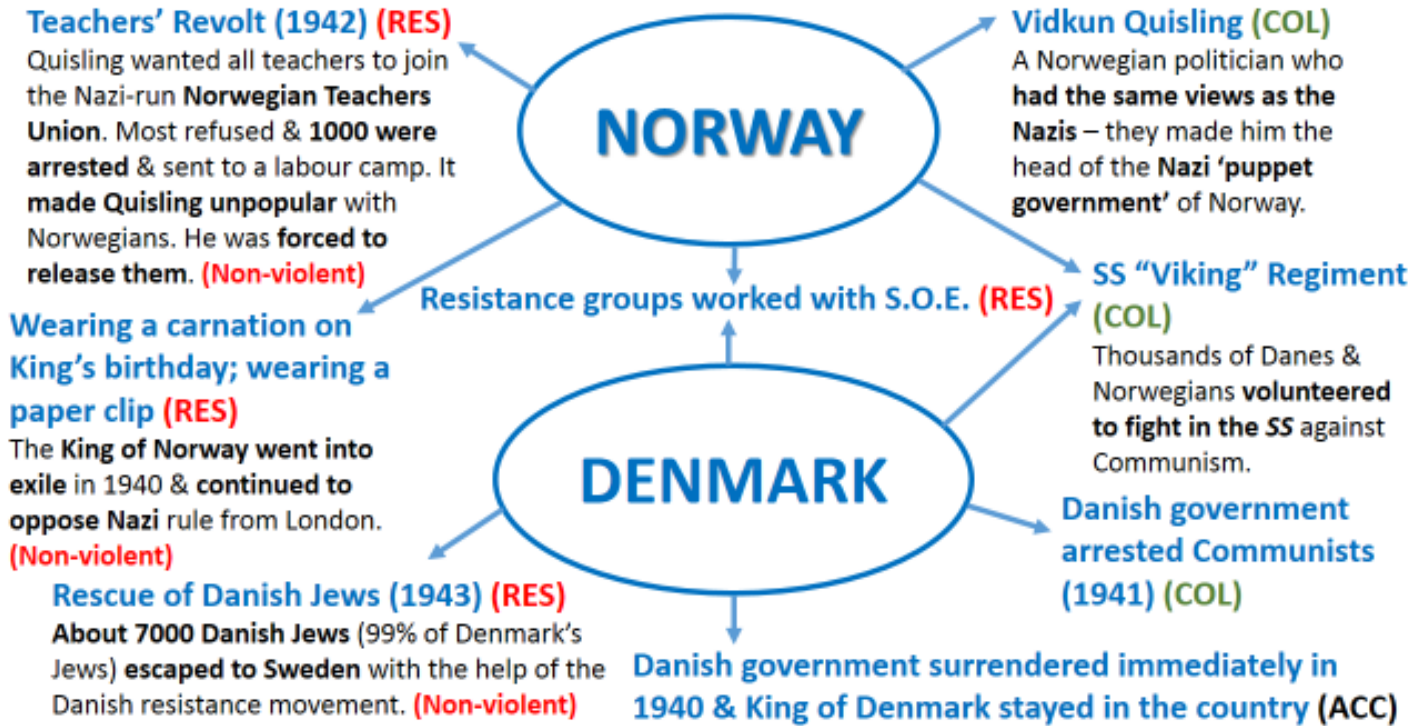 Teachers’ Revolt (1942) (RES)
Quisling wanted all teachers to join
the Nazi-run Norwegian Teachers
Union. Most refused & 1000 were
arrested & sent to a labour camp. It
made Quisling unpopular with
Norwegians. He was forced to
release them. (Non-violent)
NORWAY
Vidkun Quisling (COL)
A Norwegian politician who
had the same views as the
Nazis – they made him the
head of the Nazi ‘puppet
government’ of Norway.
Resistance groups worked with S.O.E. (RES)
SS “Viking” Regiment
(COL)
Thousands of Danes &
Norwegians volunteered
to fight in the SS against
Communism.
Wearing a carnation on
King’s birthday; wearing a
paper clip (RES)
The King of Norway went into
exile in 1940 & continued to
oppose Nazi rule from London.
(Non-violent)
DENMARK
Danish government
arrested Communists
(1941) (COL)
Rescue of Danish Jews (1943) (RES)
About 7000 Danish Jews (99% of Denmark’s
Jews) escaped to Sweden with the help of the
Danish resistance movement. (Non-violent)
Danish government surrendered immediately in
1940 & King of Denmark stayed in the country (ACC)